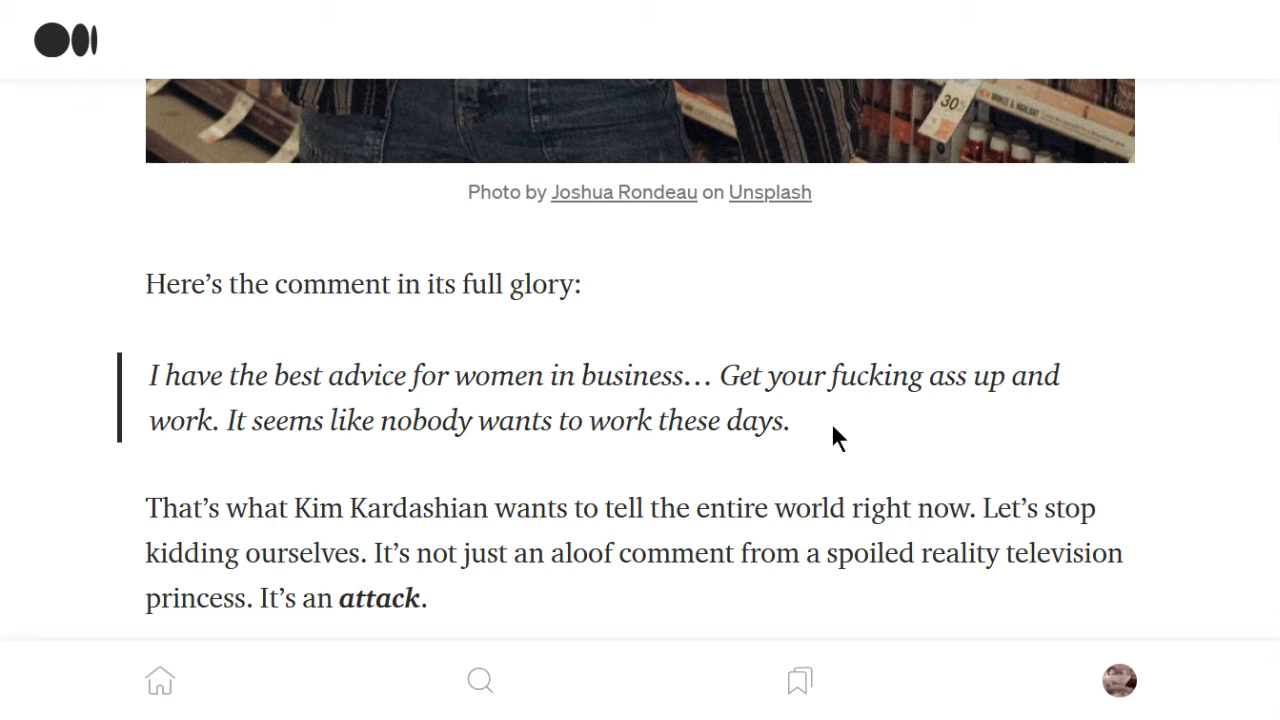 30%
Photo by Joshua Rondeau on Unsplash
Here’s the comment in its full glory:
I have the best advice for women in business… Get your fucking ass up and
work. It seems like nobody wants to work these days.
That’s what Kim Kardashian wants to tell the entire world right now. Let’s stop
kidding ourselves. It’s not just an aloof comment from a spoiled reality television
princess. It’s an attack.